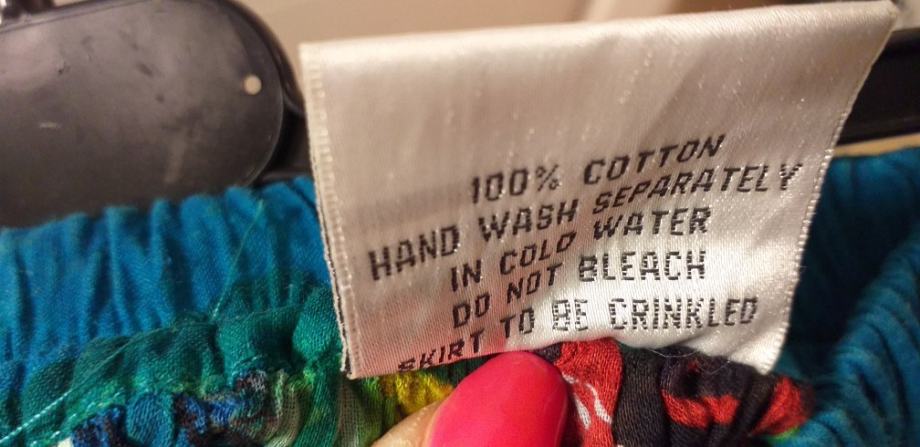 100% COTTON
HAND WASH SEPARATELY
IN COLD WATER
DO NOT BLEACH
SKIRT TO BE CRINKLED